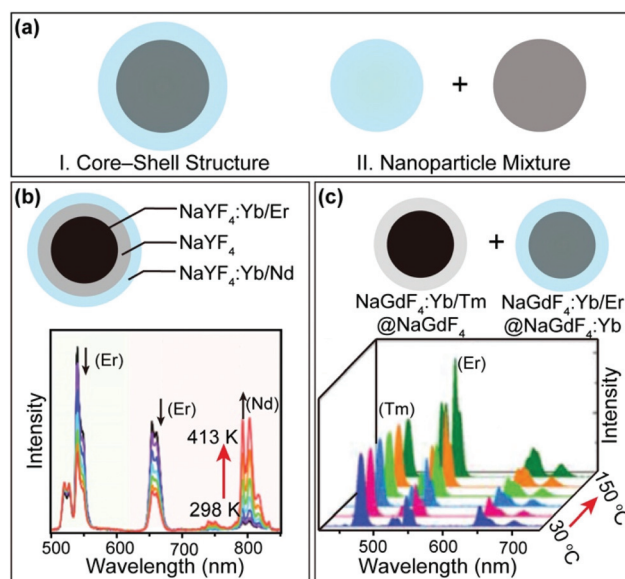 (a)
+
I. Core–Shell Structure
II. Nanoparticle Mixture
(b)
NaYF₄:Yb/Er
NaYF₄
NaYF₄:Yb/Nd
(Er)
(Er)
(Nd)
413 K
298 K
Intensity
500 600 700 800
Wavelength (nm)
(c)
+
NaGdF₄:Yb/Tm
@NaGdF₄
NaGdF₄:Yb/Er
@NaGdF₄:Yb
(Er)
(Tm)
Intensity
Intensity
150 °C
30 °C
500 600 700
Wavelength (nm)